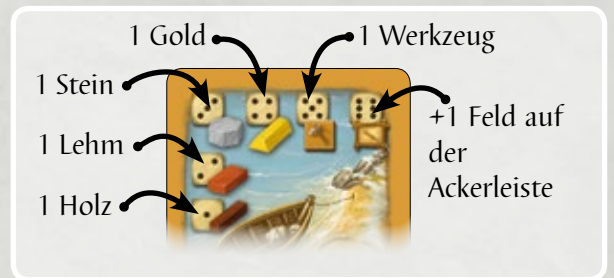 1 Gold
1 Werkzeug
1 Stein
1 Lehm
1 Holz
+1 Feld auf
der
Ackerleiste